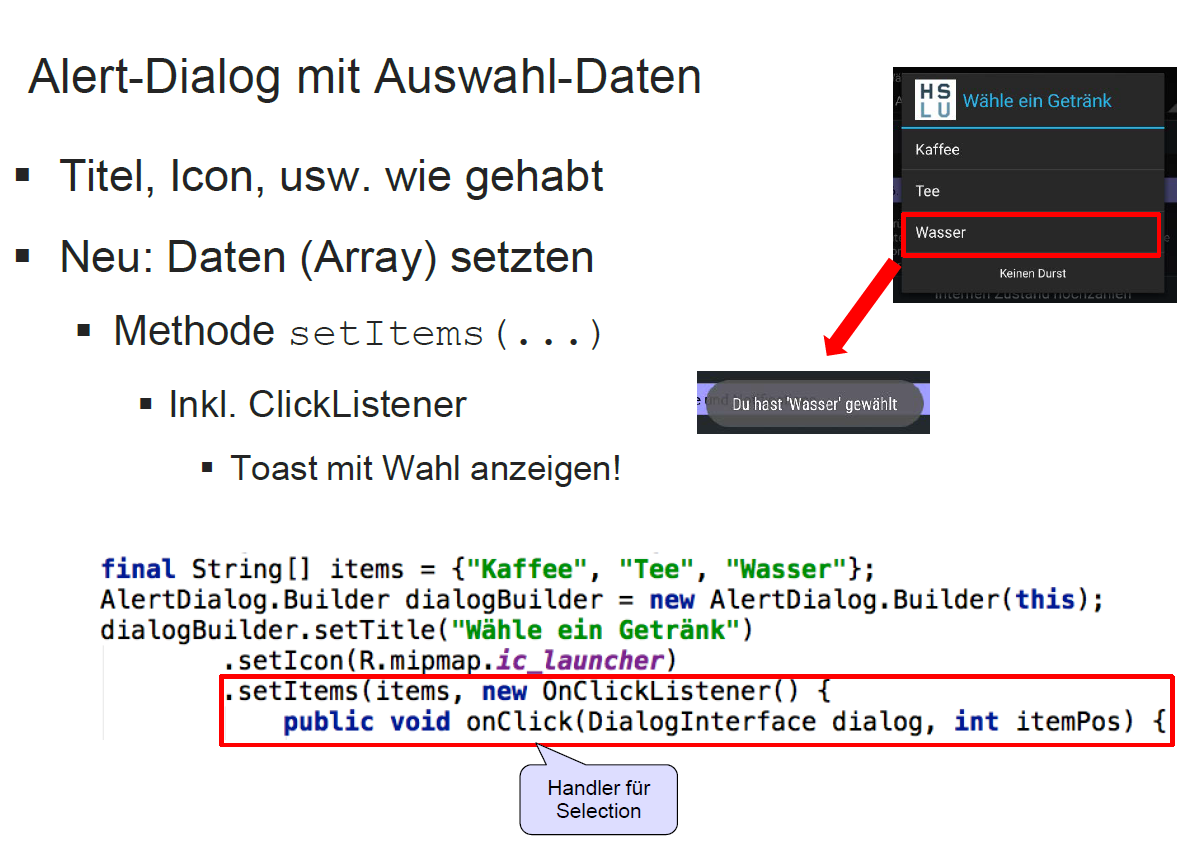 Alert-Dialog mit Auswahl-Daten
▪ Titel, Icon, usw. wie gehabt
▪ Neu: Daten (Array) setzten
▪ Methode setItems(...)
▪ Inkl. ClickListener
▪ Toast mit Wahl anzeigen!
HS
LU
Wähle ein Getränk
Kaffee
Tee
Wasser
Keinen Durst
Internen Zustand hochzählen
Du hast 'Wasser' gewählt
final String[] items = {"Kaffee", "Tee", "Wasser"};
AlertDialog.Builder dialogBuilder = new AlertDialog.Builder(this);
dialogBuilder.setTitle("Wähle ein Getränk")
.setIcon(R.mipmap.ic_launcher)
.setItems(items, new OnClickListener() {
public void onClick(DialogInterface dialog, int itemPos) {
Handler für
Selection